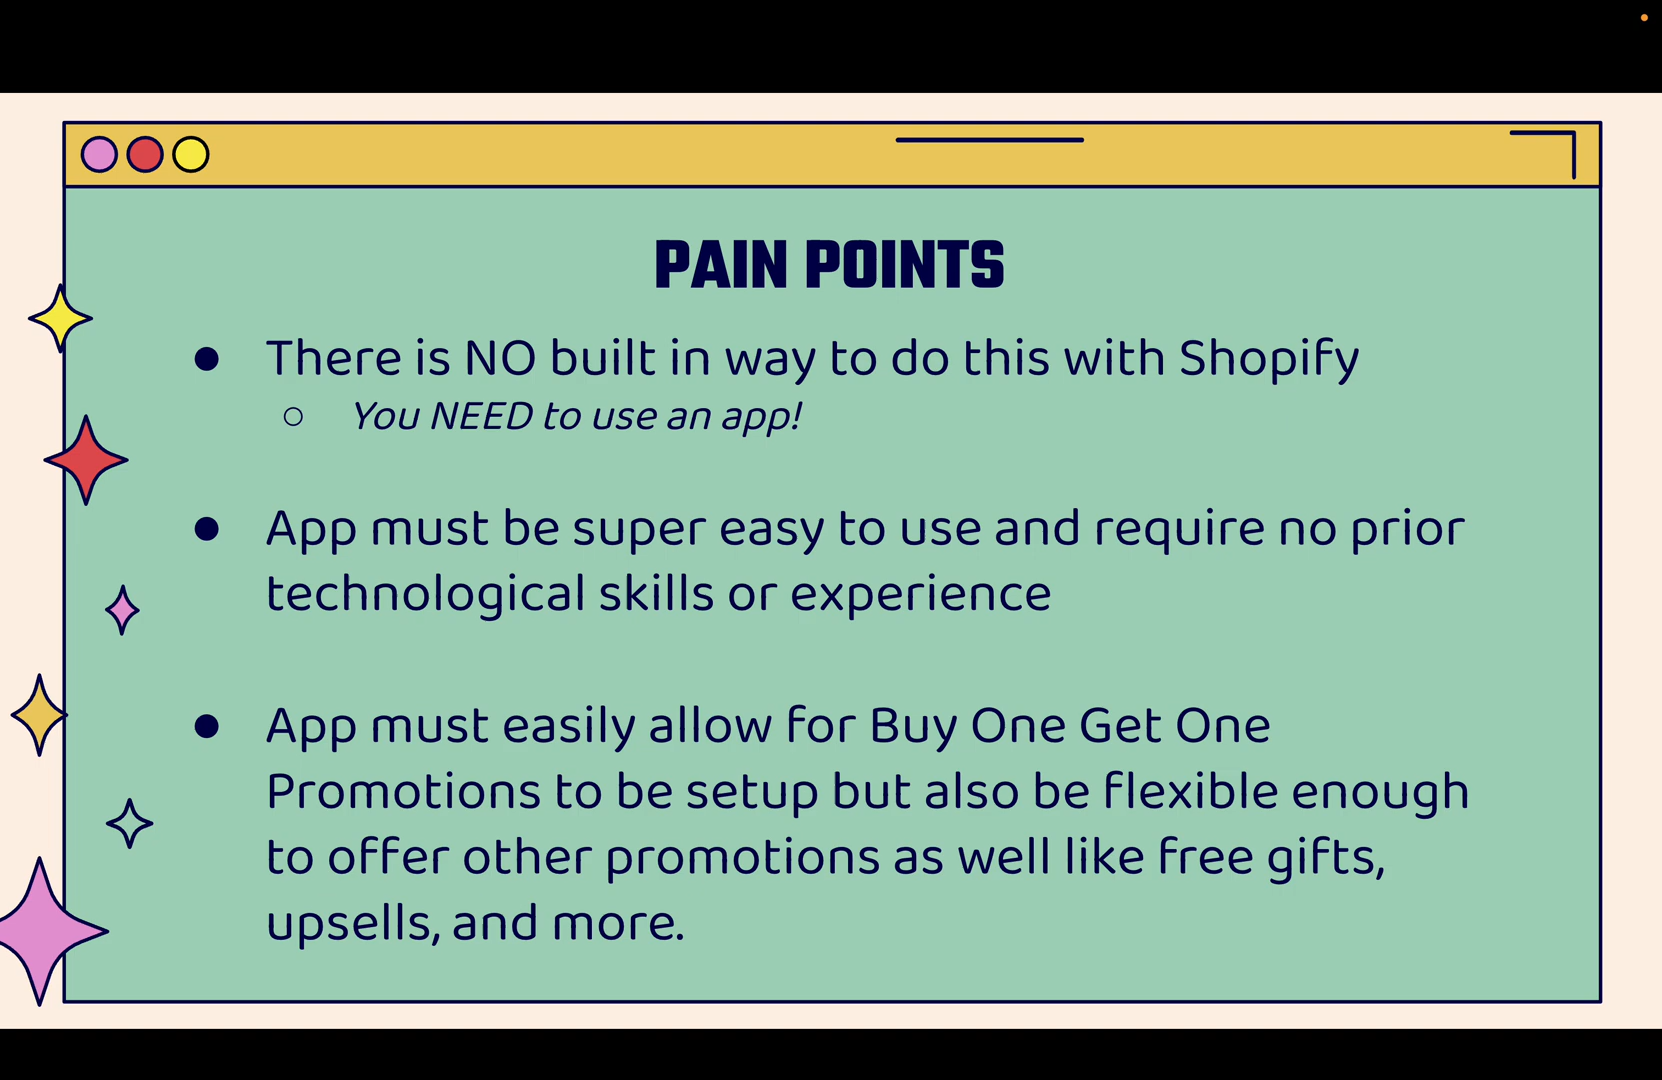 PAIN POINTS
● There is NO built in way to do this with Shopify
○ You NEED to use an app!
● App must be super easy to use and require no prior
technological skills or experience
● App must easily allow for Buy One Get One
Promotions to be setup but also be flexible enough
to offer other promotions as well like free gifts,
upsells, and more.